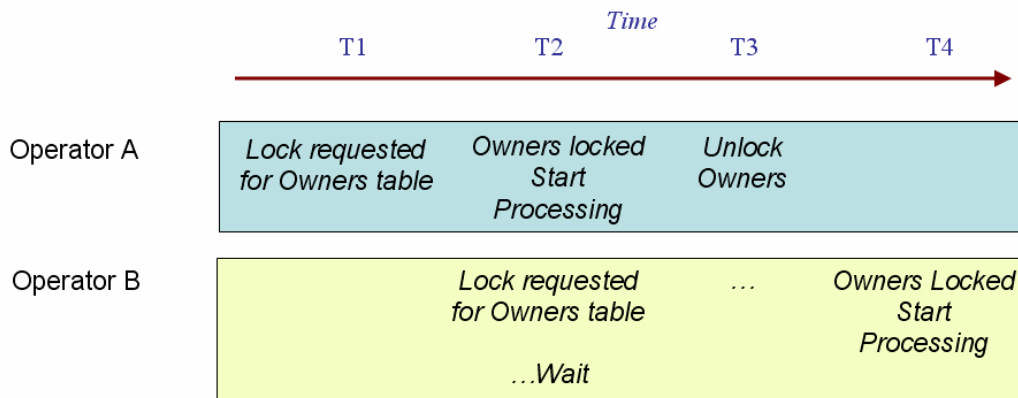 Time
T1 T2 T3 T4
Operator A
Lock requested
for Owners table
Owners locked
Start
Processing
Unlock
Owners
Operator B
Lock requested
for Owners table
...Wait
...
Owners Locked
Start
Processing